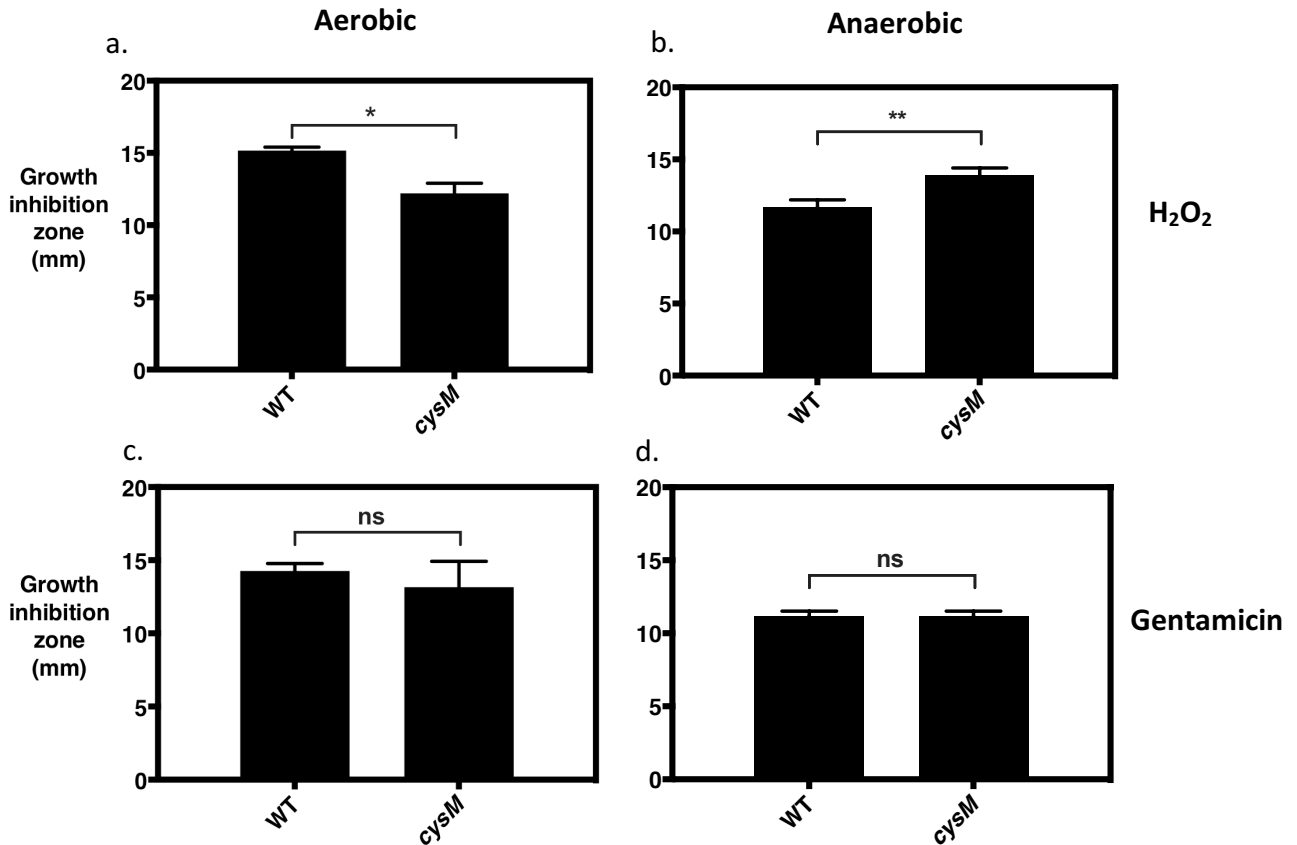 Aerobic
Anaerobic
a.
b.
20
15
10
5
0
Growth
inhibition
zone
(mm)
*
WT
cysM
20
15
10
5
0
**
WT
cysM
H₂O₂
c.
d.
20
15
10
5
0
Growth
inhibition
zone
(mm)
ns
WT
cysM
20
15
10
5
0
ns
WT
cysM
Gentamicin